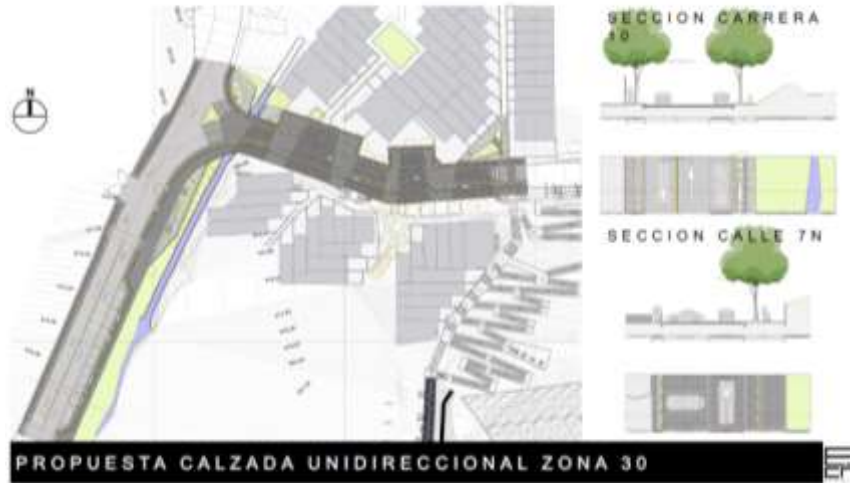 SECCION CARRERA
10
N
SECCION CALLE 7N
PROPUESTA CALZADA UNIDIRECCIONAL ZONA 30